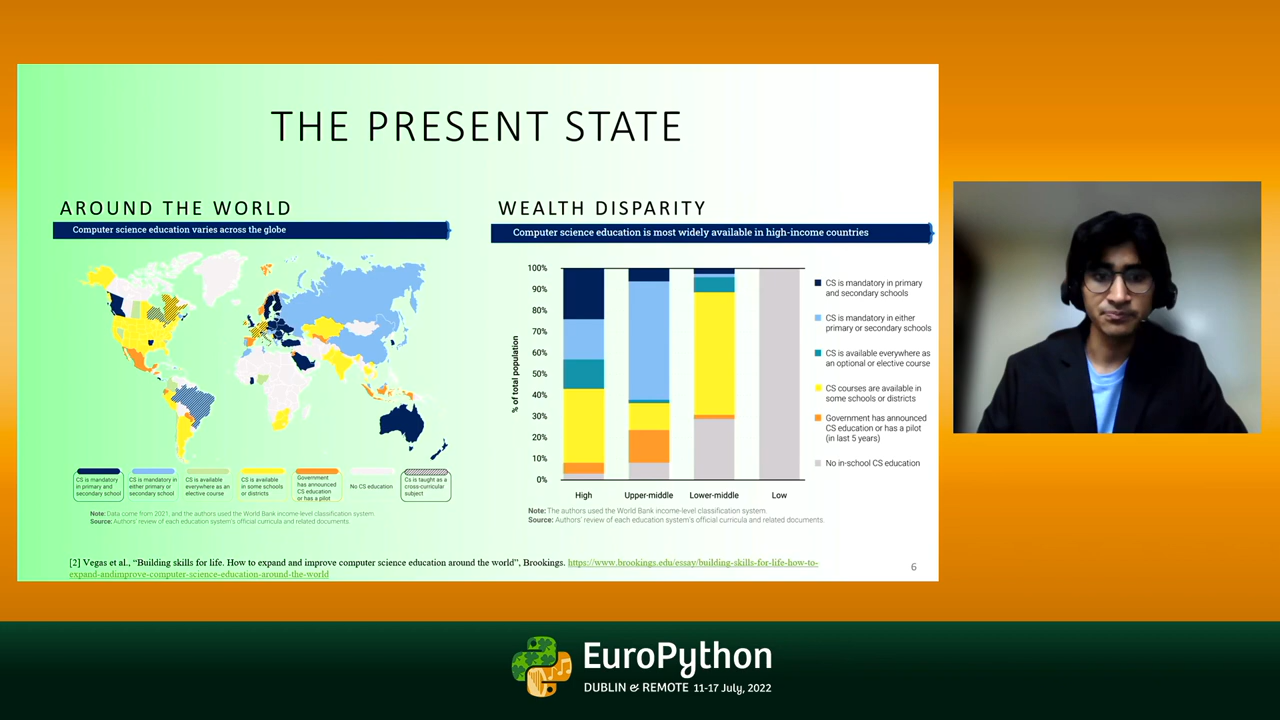 THE PRESENT STATE
AROUND THE WORLD
Computer science education varies across the globe
CS is mandatory
in primary and
secondary school
CS is mandatory in
either primary or
secondary school
CS is available
everywhere as an
elective course
CS is available
in some schools
or districts
Government
has announced
CS education
or has a pilot
No CS education
Cs is taught as a
cross-curricular
subject
Note: Data come from 2021, and the authors used the World Bank income-level classification system.
Source: Authors' review of each education system's official curricula and related documents.
WEALTH DISPARITY
Computer science education is most widely available in high-income countries
% of total population
100%
90%
80%
70%
60%
50%
40%
30%
20%
10%
0%
High
Upper-middle
Lower-middle
Low
CS is mandatory in primary
and secondary schools
CS is mandatory in either
primary or secondary schools
CS is available everywhere as
an optional or elective course
CS courses are available in
some schools or districts
Government has announced
CS education or has a pilot
(in last 5 years)
No in-school CS education
Note: The authors used the World Bank income-level classification system.
Source: Authors' review of each education system's official curricula and related documents.
[2] Vegas et al., “Building skills for life. How to expand and improve computer science education around the world”, Brookings. https://www.brookings.edu/essay/building-skills-for-life-how-to-
expand-andimprove-computer-science-education-around-the-world
6
EuroPython
DUBLIN & REMOTE 11-17 July, 2022